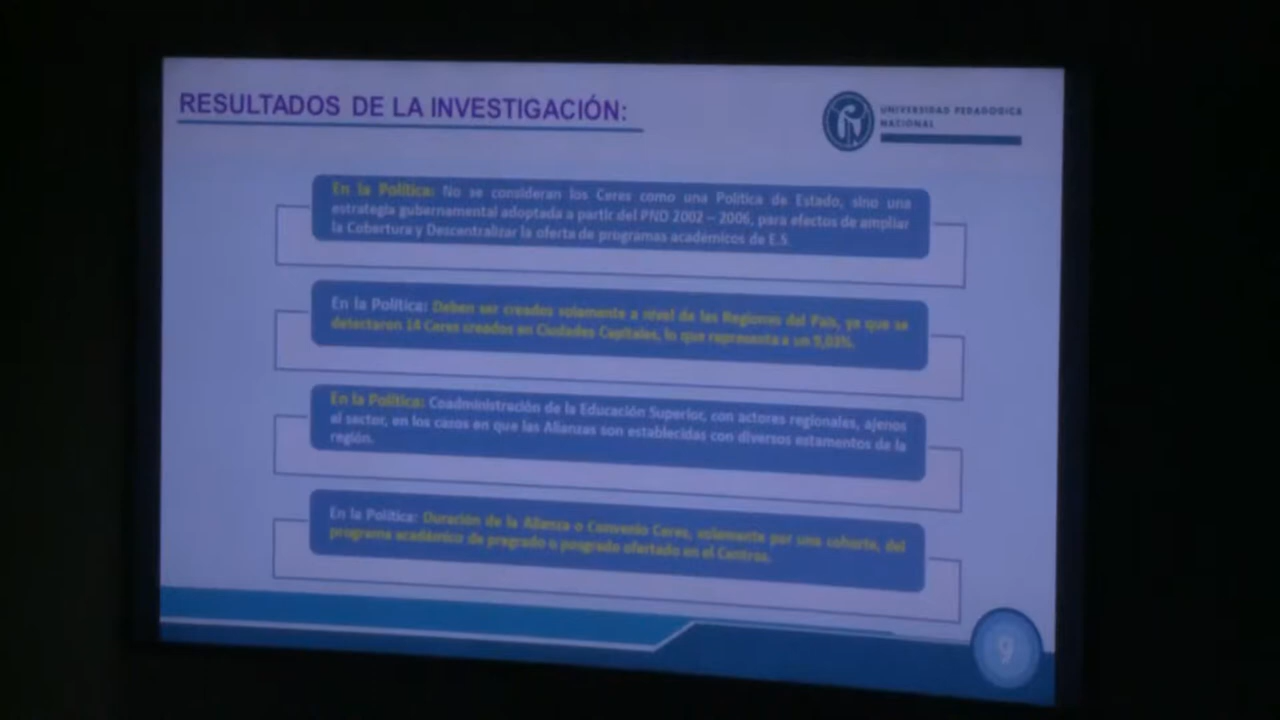 RESULTADOS DE LA INVESTIGACIÓN:
UNIVERSIDAD PEDAGOGICA
NACIONAL
En la Política: No se consideran los Ceres como una Política de Estado, sino una
estrategia gubernamental adoptada a partir del PND 2002 – 2006, para efectos de ampliar
la Cobertura y Descentralizar la oferta de programas académicos de E.S.
En la Política: Deben ser creados solamente a nivel de las Regiones del País, ya que se
detectaron 14 Ceres creados en Ciudades Capitales, lo que representa a un
En la Política: Coadministración de la Educación Superior, con actores regionales, ajenos
al sector, en los casos en que las Alianzas son establecidas con diversos estamentos de la
región.
En la Política: Duración de la Alianza o Convenio Ceres, solamente por una cohorte, del
programa académico de pregrado o posgrado ofertado en el Centros.
9